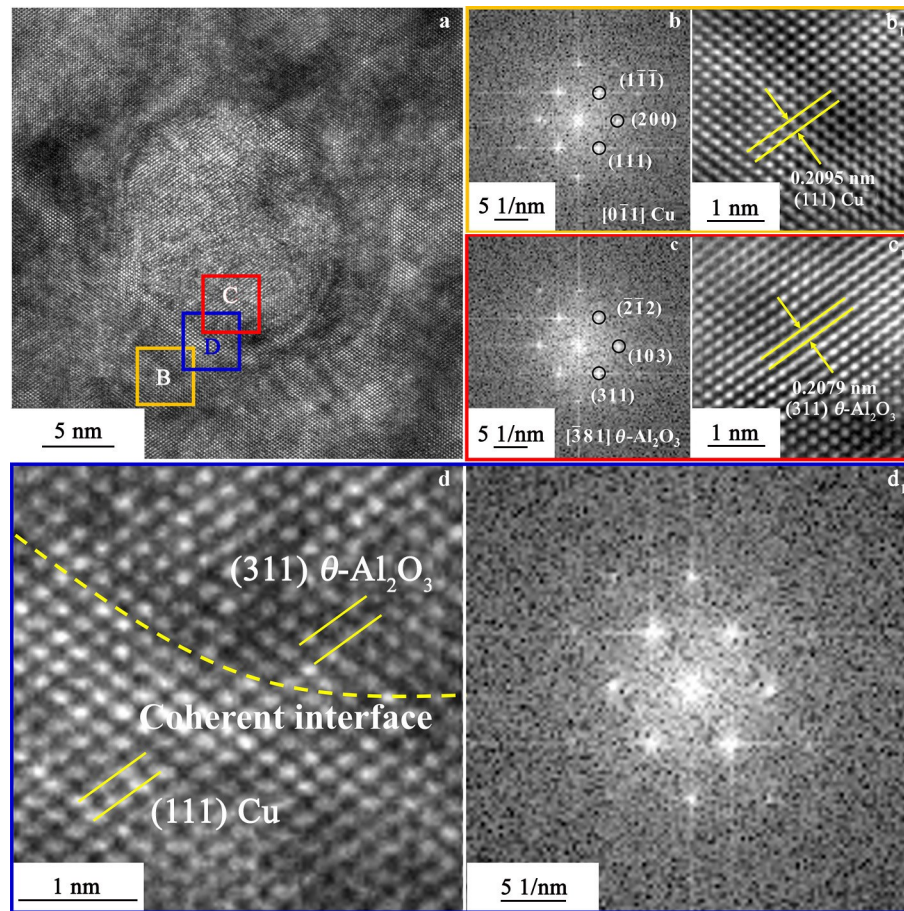 a
C
D
B
5 nm
b
(11̅1̅)
(200)
(111)
5 1/nm
[01̅1] Cu
b₁
0.2095 nm
(111) Cu
1 nm
c
(2̅1̅2)
(103)
(311)
5 1/nm
[3̅81] θ-Al₂O₃
c₁
0.2079 nm
(311) θ-Al₂O₃
1 nm
d
(311) θ-Al₂O₃
Coherent interface
(111) Cu
1 nm
d₁
5 1/nm